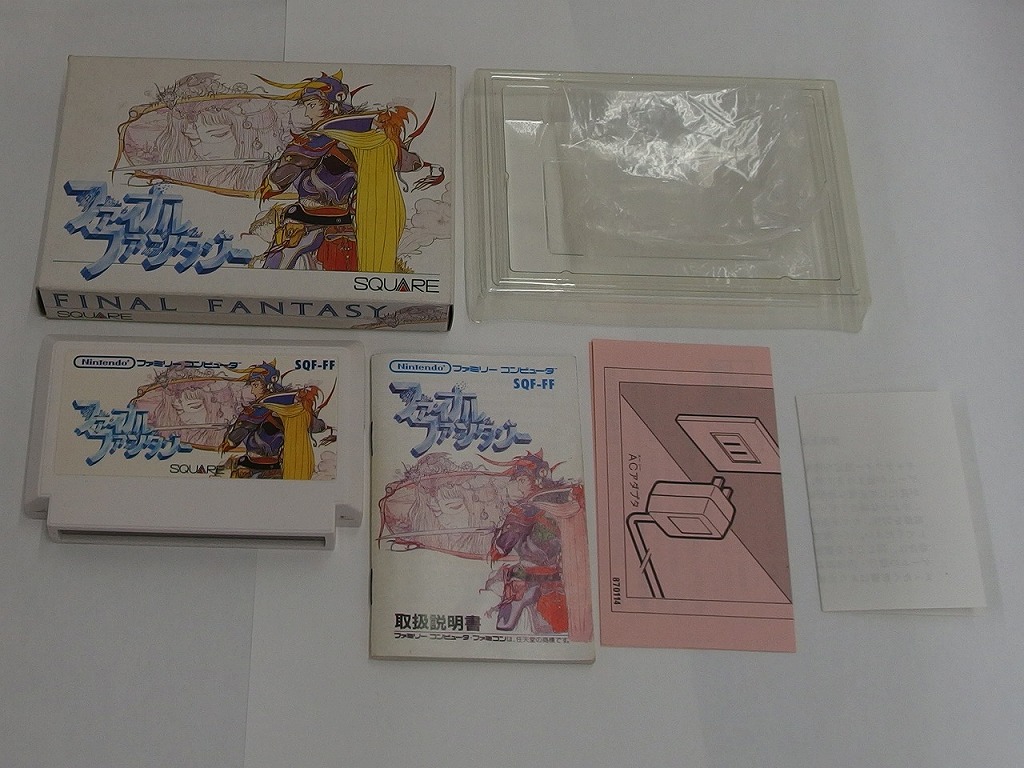 ファイナル
ファンタジー
SQUARE
FINAL FANTASY
SQUARE
Nintendo ファミリー コンピュータ
SQF-FF
ファイナル
ファンタジー
SQUARE
Nintendo ファミリー コンピュータ
SQF-FF
ファイナル
ファンタジー
取扱説明書
ファミリー コンピュータ・ファミコンは、任天堂の商標です。
ACアダプタ
870114